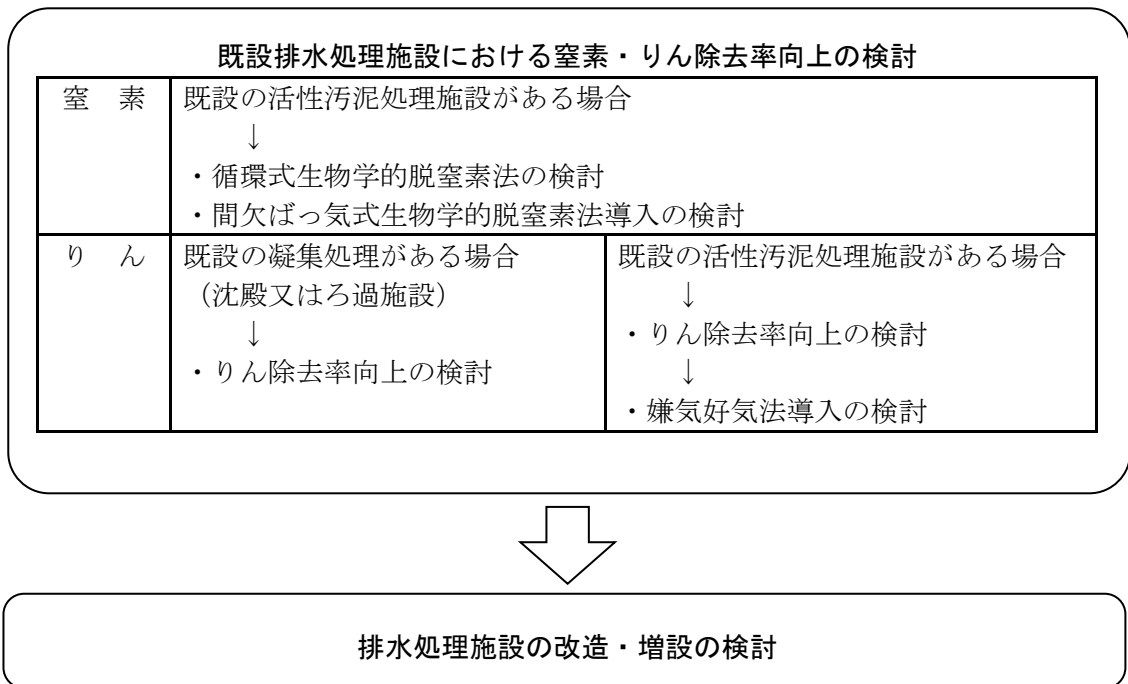 既設排水処理施設における窒素・りん除去率向上の検討
窒　素
既設の活性汚泥処理施設がある場合
↓
・循環式生物学的脱窒素法の検討
・間欠ばっ気式生物学的脱窒素法導入の検討
り　ん
既設の凝集処理がある場合
（沈殿又はろ過施設）
↓
・りん除去率向上の検討
既設の活性汚泥処理施設がある場合
↓
・りん除去率向上の検討
↓
・嫌気好気法導入の検討
排水処理施設の改造・増設の検討